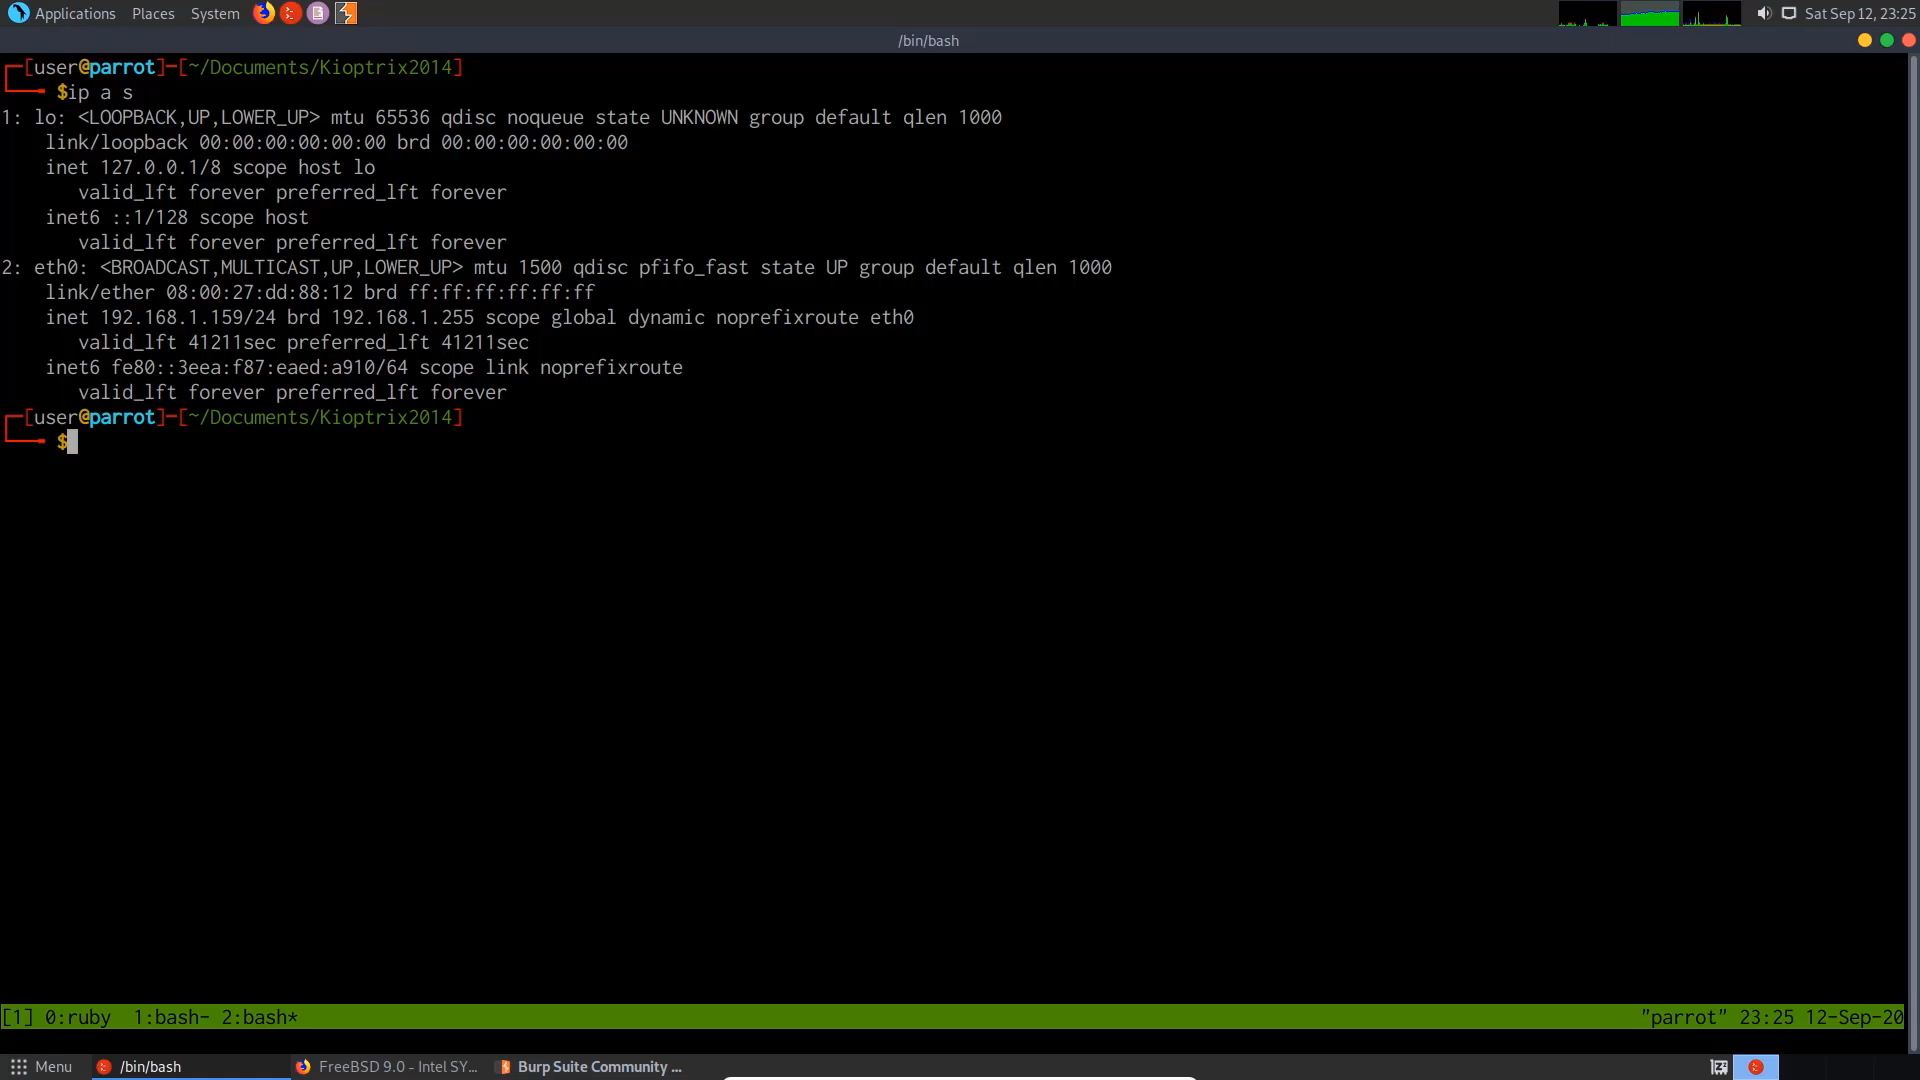 Applications Places System Sat Sep 12, 23:25
/bin/bash
[user@parrot]-[~/Documents/Kioptrix2014]
$ip a s
1: lo: <LOOPBACK,UP,LOWER_UP> mtu 65536 qdisc noqueue state UNKNOWN group default qlen 1000
link/loopback 00:00:00:00:00:00 brd 00:00:00:00:00:00
inet 127.0.0.1/8 scope host lo
valid_lft forever preferred_lft forever
inet6 ::1/128 scope host
valid_lft forever preferred_lft forever
2: eth0: <BROADCAST,MULTICAST,UP,LOWER_UP> mtu 1500 qdisc pfifo_fast state UP group default qlen 1000
link/ether 08:00:27:dd:88:12 brd ff:ff:ff:ff:ff:ff
inet 192.168.1.159/24 brd 192.168.1.255 scope global dynamic noprefixroute eth0
valid_lft 41211sec preferred_lft 41211sec
inet6 fe80::3eea:f87:eaed:a910/64 scope link noprefixroute
valid_lft forever preferred_lft forever
[user@parrot]-[~/Documents/Kioptrix2014]
$
[1] 0:ruby 1:bash- 2:bash* "parrot" 23:25 12-Sep-20
Menu /bin/bash FreeBSD 9.0 - Intel SY... Burp Suite Community ...